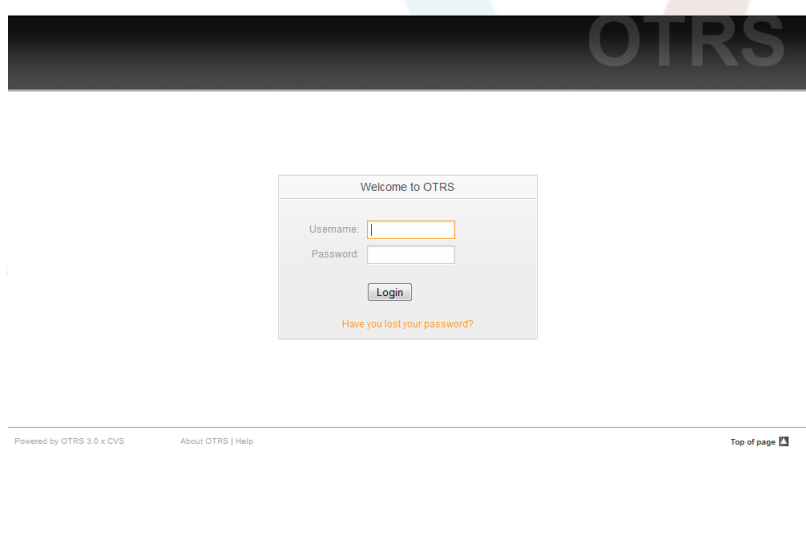 OTRS
Welcome to OTRS
Username:
Password:
Login
Have you lost your password?
Powered by OTRS 3.0.x CVS
About OTRS | Help
Top of page